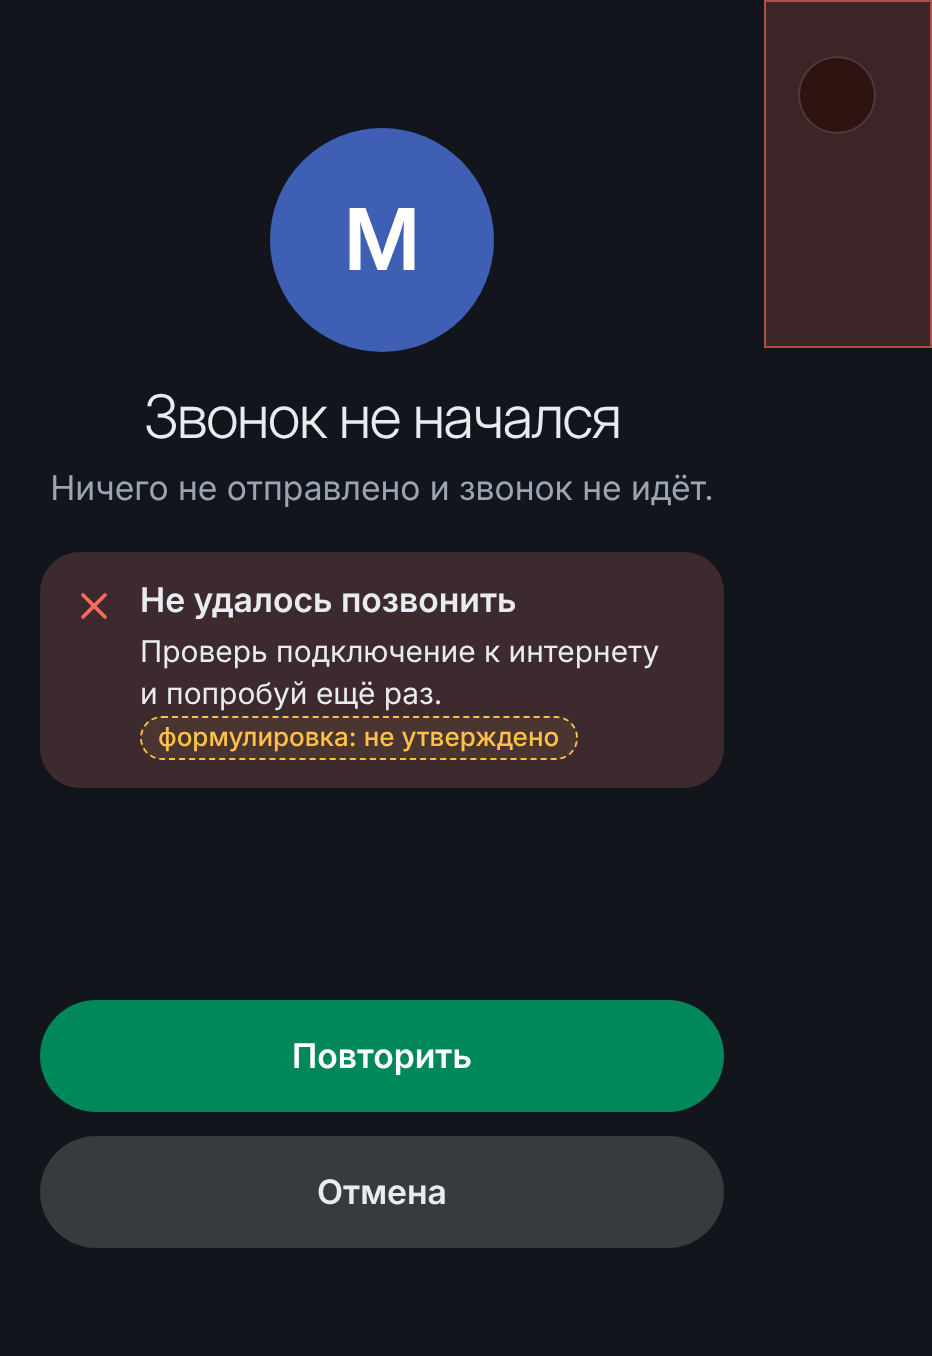 М
Звонок не начался
Ничего не отправлено и звонок не идёт.
Не удалось позвонить
Проверь подключение к интернету
и попробуй ещё раз.
формулировка: не утверждено
Повторить
Отмена